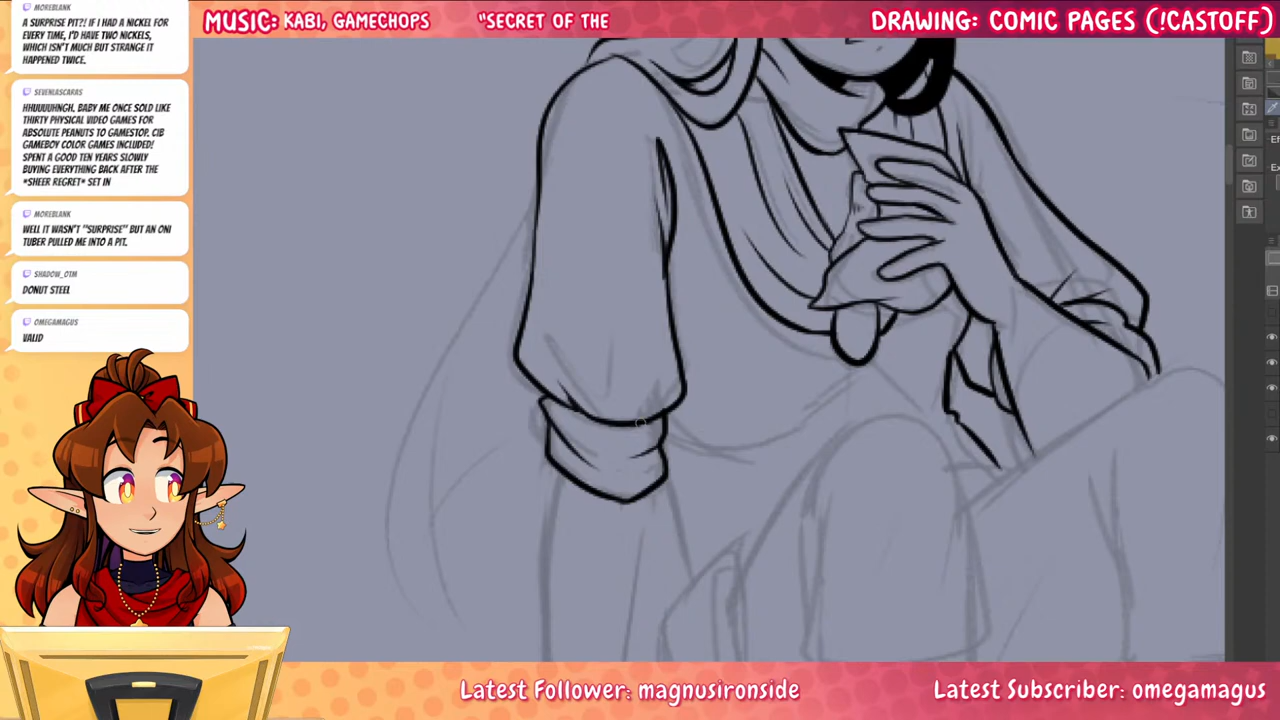 MUSIC: KABI, GAMECHOPS "SECRET OF THE
DRAWING: COMIC PAGES (!CASTOFF)
MOREBLANK
A SURPRISE PIT?! IF I HAD A NICKEL FOR
EVERY TIME, I'D HAVE TWO NICKELS,
WHICH ISN'T MUCH BUT STRANGE IT
HAPPENED TWICE.
SEVENLASCARAS
HHUUUUHNGH, BABY ME ONCE SOLD LIKE
THIRTY PHYSICAL VIDEO GAMES FOR
ABSOLUTE PEANUTS TO GAMESTOP, CIB
GAMEBOY COLOR GAMES INCLUDED!
SPENT A GOOD TEN YEARS SLOWLY
BUYING EVERYTHING BACK AFTER THE
*SHEER REGRET* SET IN
MOREBLANK
WELL IT WASN'T "SURPRISE" BUT AN ONI
TUBER PULLED ME INTO A PIT.
SHADOW_OTM
DONUT STEEL
OMEGAMAGUS
VALID
Latest Follower: magnusironside
Latest Subscriber: omegamagus